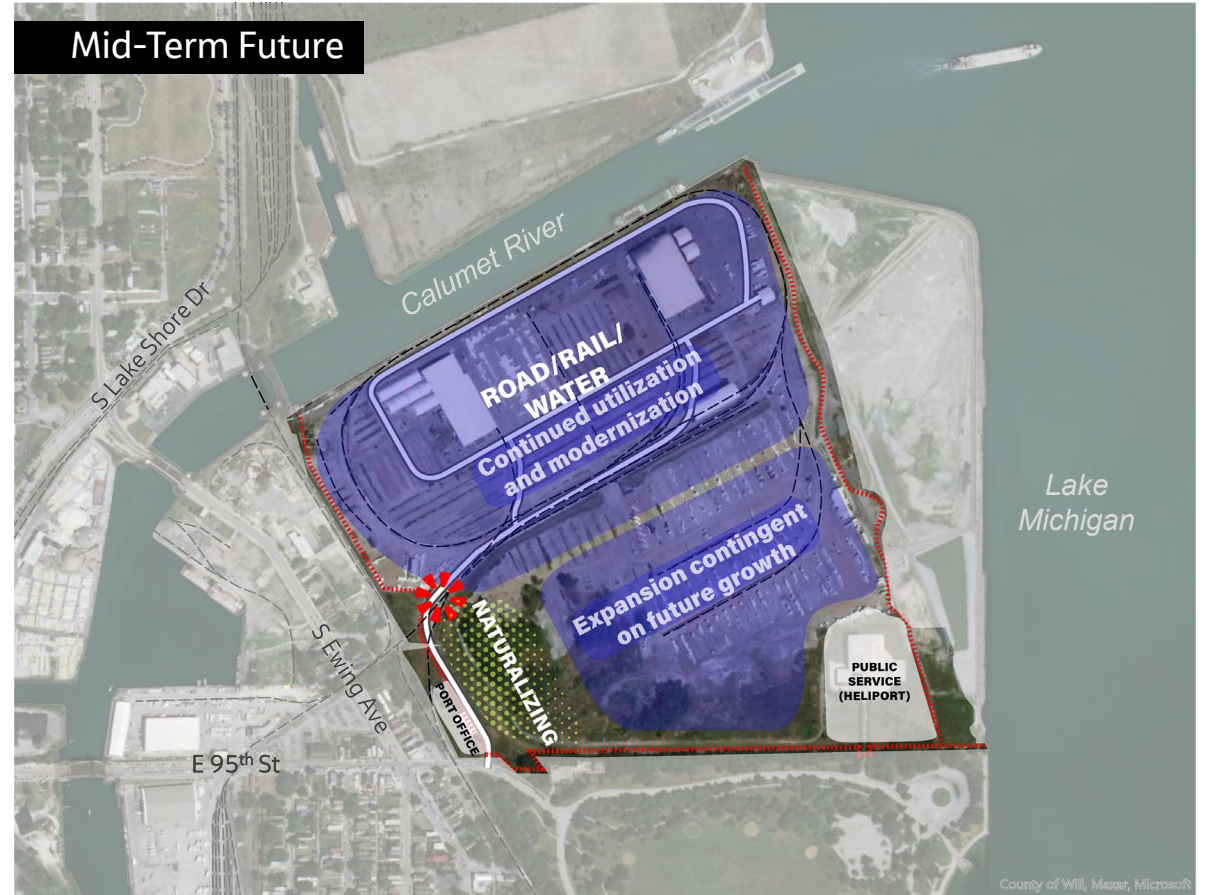 Mid-Term Future
Calumet River
S Lake Shore Dr
ROAD/RAIL/
WATER
Continued utilization
and modernization
Lake
Michigan
Expansion contingent
on future growth
NATURALIZING
S Ewing Ave
PUBLIC
SERVICE
(HELIPORT)
PORT OFFICE
E 95th St
County of Will, Maxar, Microsoft